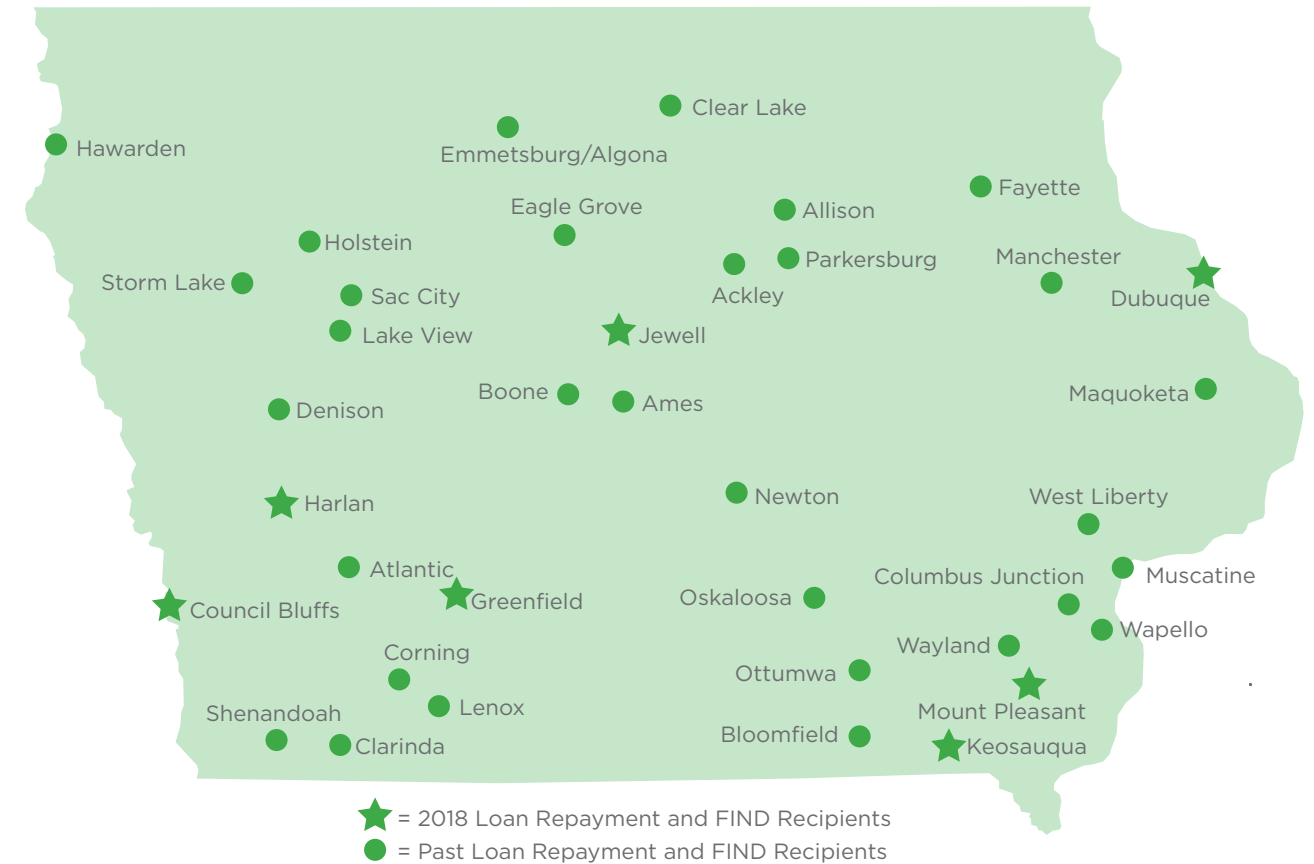 Clear Lake
Hawarden
Emmetsburg/Algona
Fayette
Eagle Grove
Allison
Holstein
Manchester
Parkersburg
Storm Lake
Sac City
Ackley
Dubuque
Lake View
Jewell
Boone
Ames
Maquoketa
Denison
Harlan
Newton
West Liberty
Atlantic
Columbus Junction
Muscatine
Council Bluffs
Greenfield
Oskaloosa
Wapello
Corning
Wayland
Ottumwa
Shenandoah
Lenox
Mount Pleasant
Bloomfield
Clarinda
Keosauqua
= 2018 Loan Repayment and FIND Recipients
= Past Loan Repayment and FIND Recipients